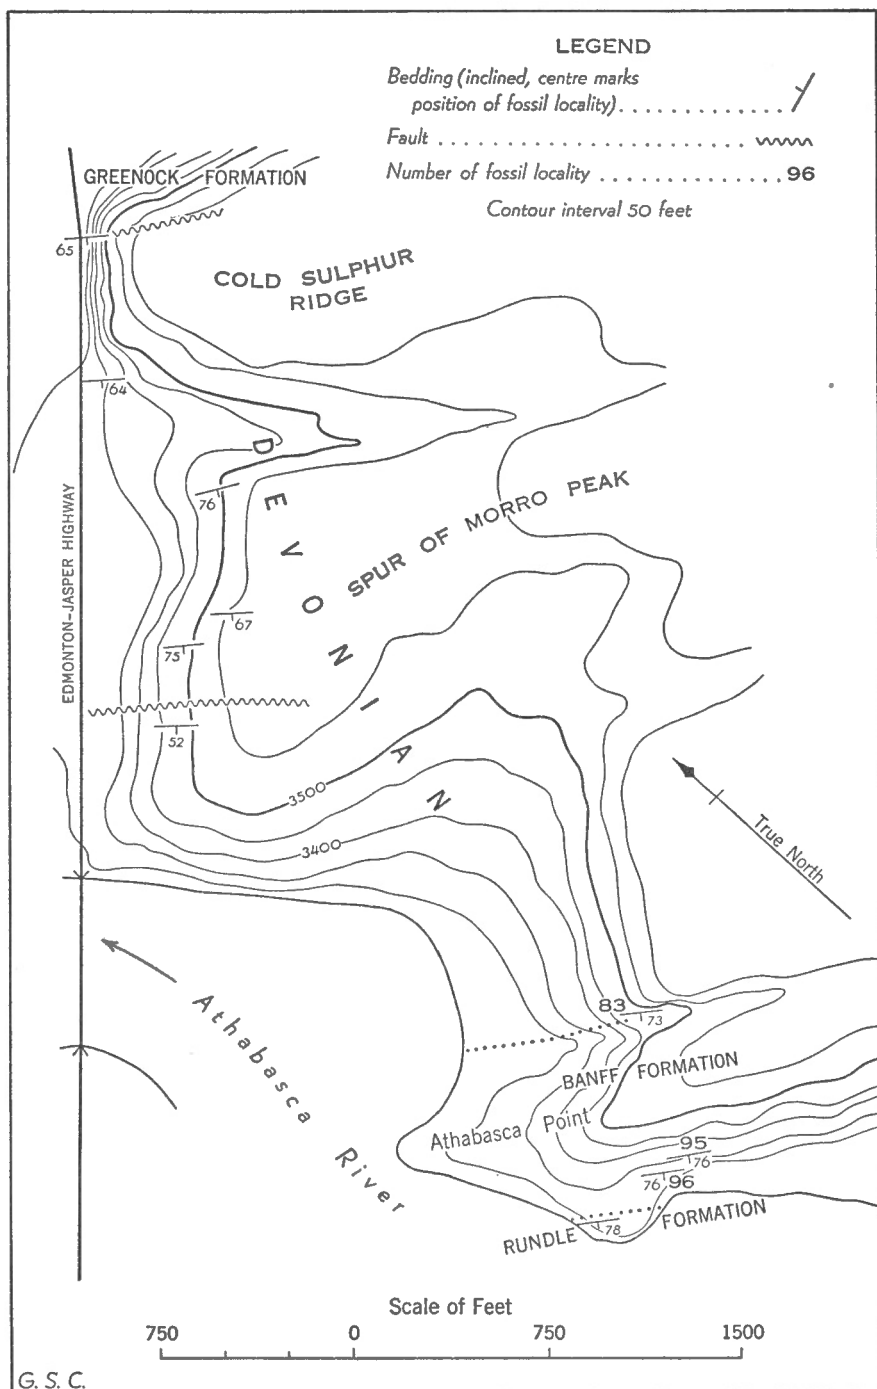 LEGEND
Bedding (inclined, centre marks
position of fossil locality)
Fault
Number of fossil locality 96
Contour interval 50 feet
GREENOCK FORMATION
65
COLD SULPHUR
RIDGE
64
DEVONIAN
76
SPUR OF MORRO PEAK
EDMONTON-JASPER HIGHWAY
67
75
52
3500
3400
True North
Athabasca River
83
73
BANFF FORMATION
Athabasca Point
95
76
76 96
RUNDLE FORMATION
78
Scale of Feet
750 0 750 1500
G. S. C.